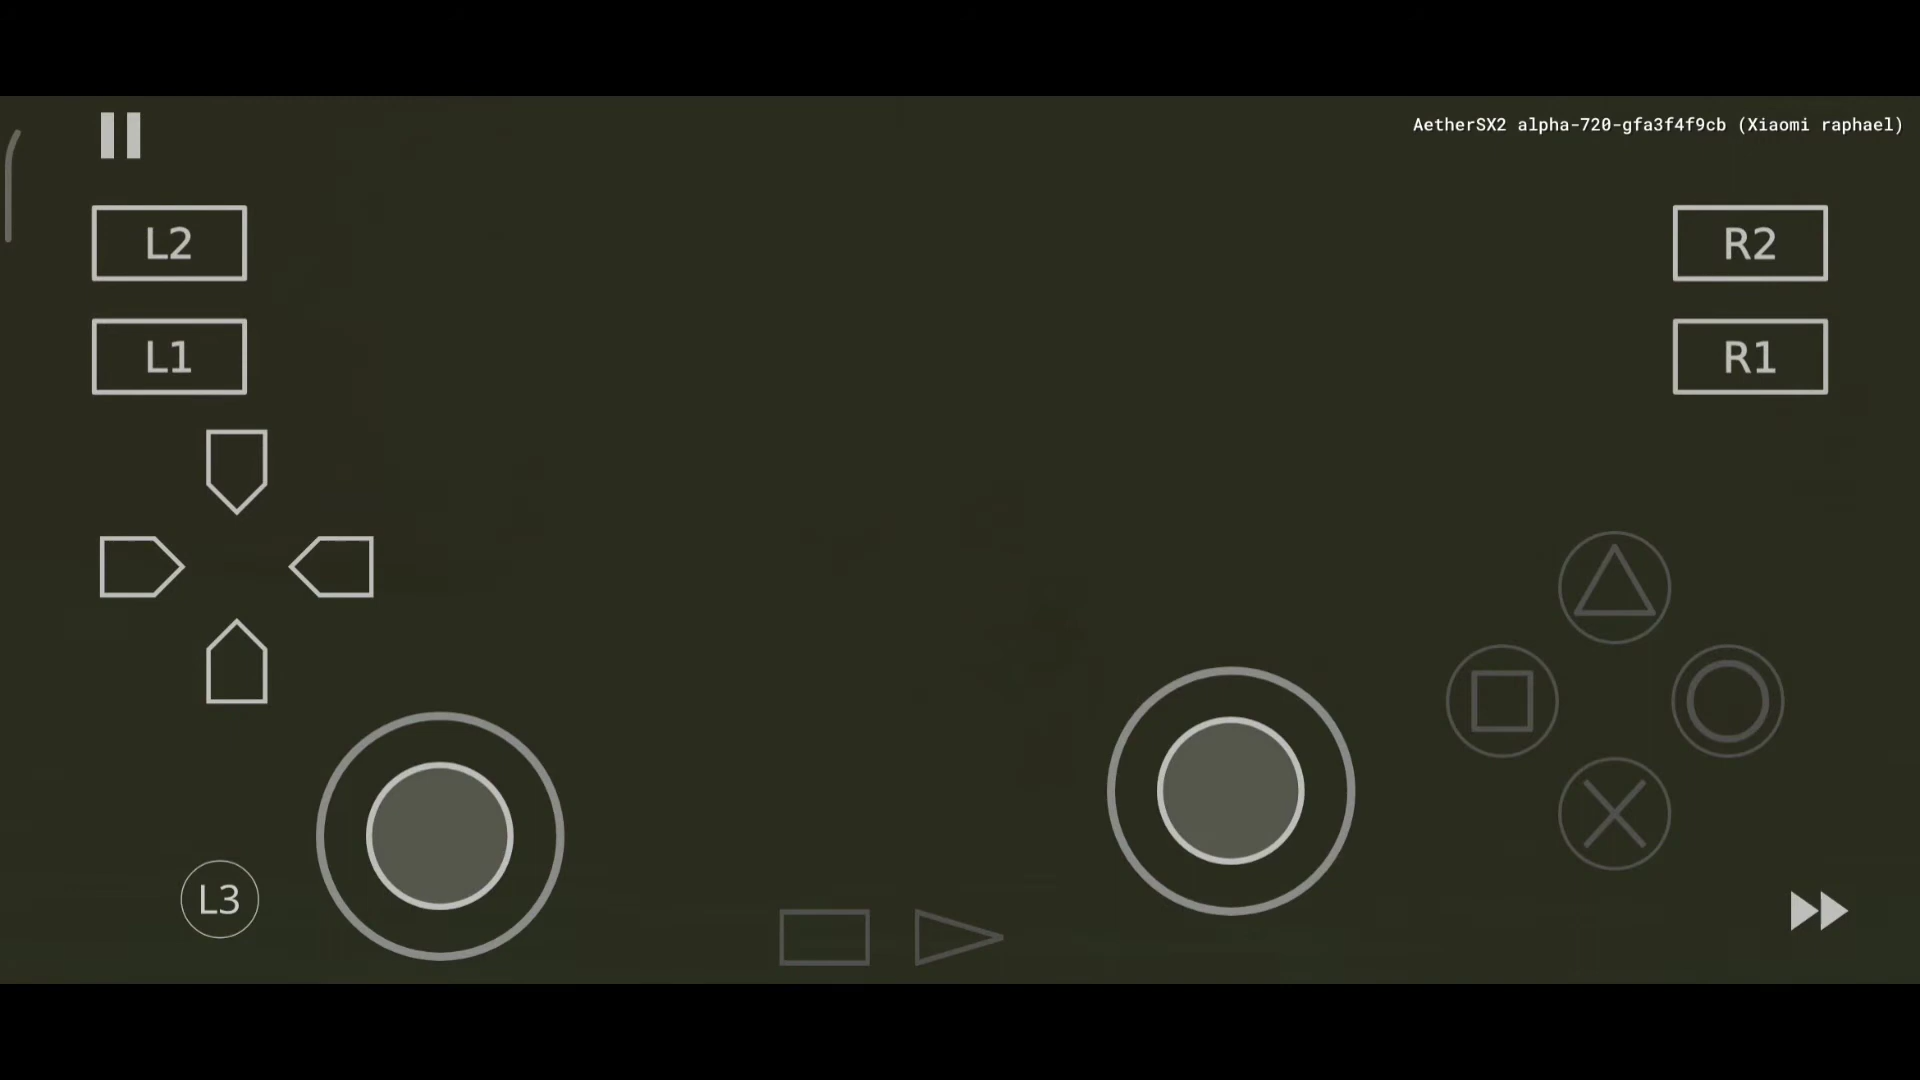 AetherSX2 alpha-720-gfa3f4f9cb (Xiaomi raphael)
L2
R2
L1
R1
L3